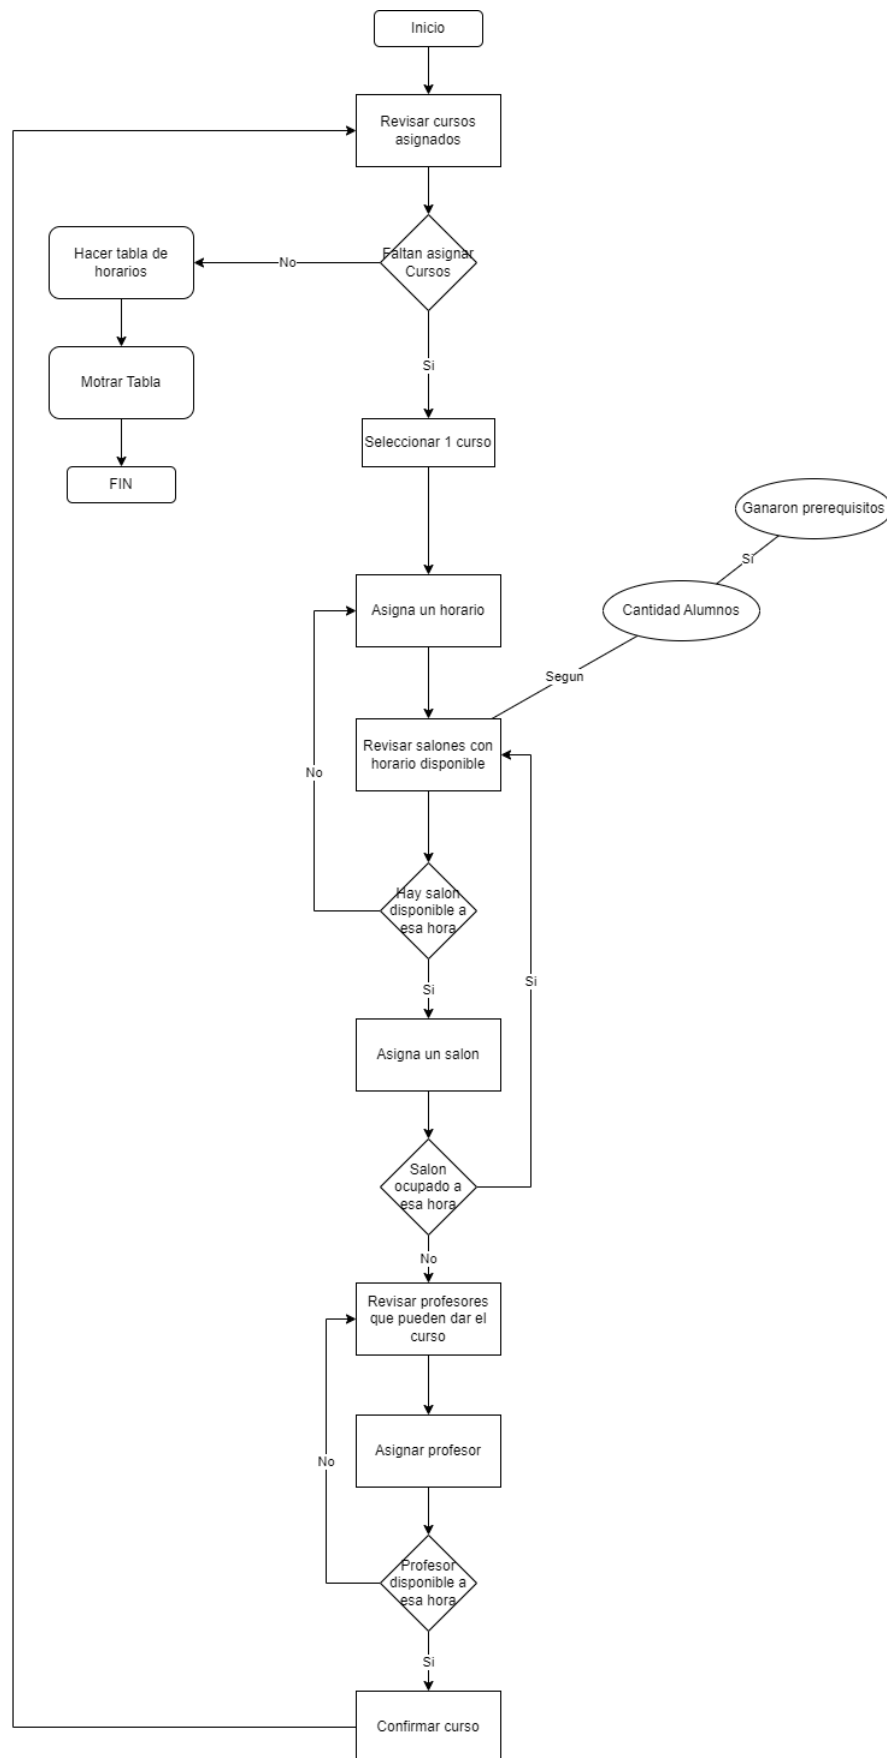 Inicio
Revisar cursos
asignados
Faltan asignar
Cursos
No
Hacer tabla de
horarios
Motrar Tabla
FIN
Si
Seleccionar 1 curso
Ganaron prerequisitos
Si
Cantidad Alumnos
Segun
Asigna un horario
Revisar salones con
horario disponible
No
Hay salon
disponible a
esa hora
Si
Si
Asigna un salon
Salon
ocupado a
esa hora
No
Revisar profesores
que pueden dar el
curso
Asignar profesor
No
Profesor
disponible a
esa hora
Si
Confirmar curso